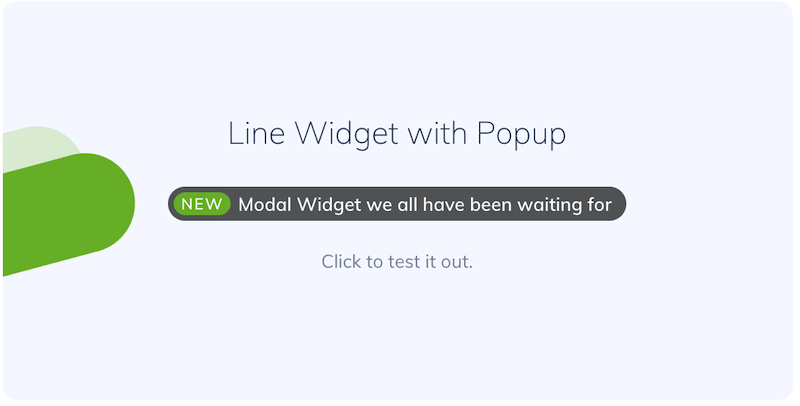 Line Widget with Popup
NEW Modal Widget we all have been waiting for
Click to test it out.